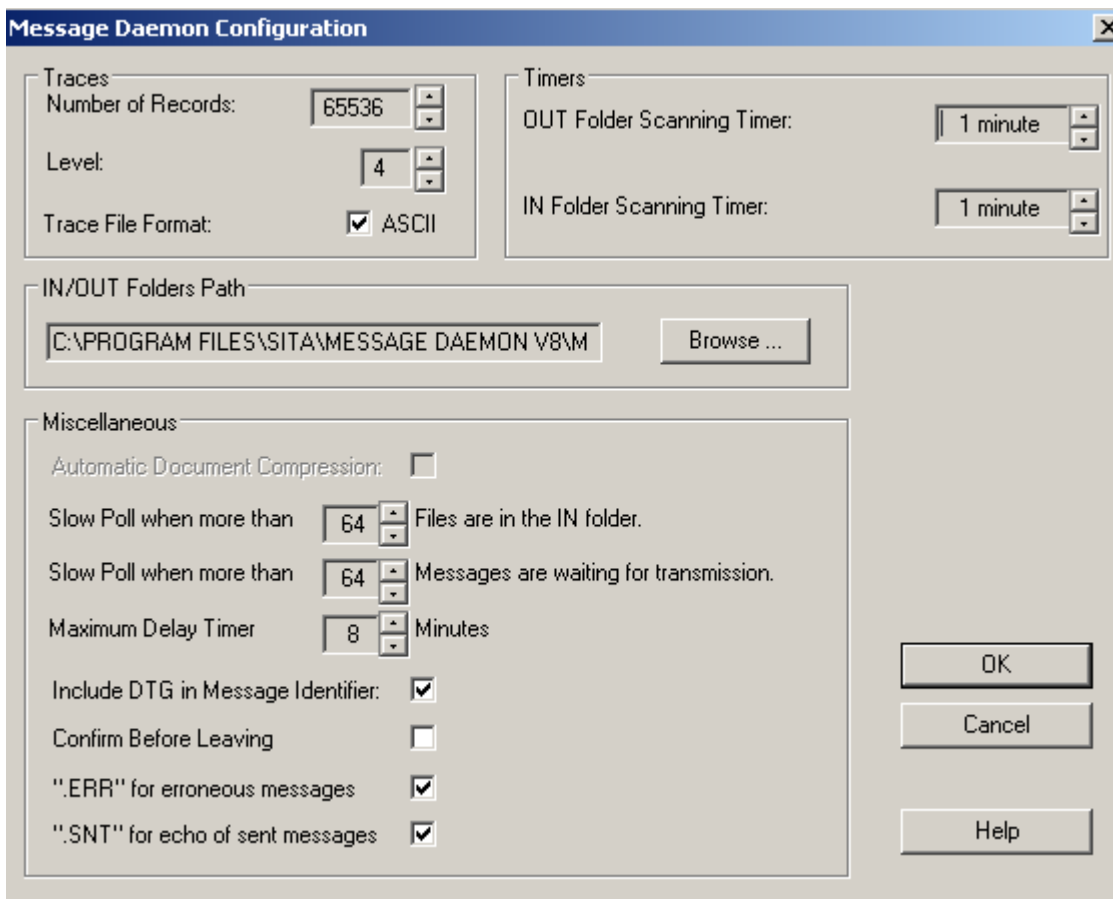 Message Daemon Configuration
Traces
Number of Records: 65536
Level: 4
Trace File Format: ASCII
Timers
OUT Folder Scanning Timer: 1 minute
IN Folder Scanning Timer: 1 minute
IN/OUT Folders Path
C:\PROGRAM FILES\SITA\MESSAGE DAEMON V8\M
Browse ...
Miscellaneous
Automatic Document Compression:
Slow Poll when more than 64 Files are in the IN folder.
Slow Poll when more than 64 Messages are waiting for transmission.
Maximum Delay Timer 8 Minutes
Include DTG in Message Identifier:
Confirm Before Leaving
".ERR" for erroneous messages
".SNT" for echo of sent messages
OK
Cancel
Help